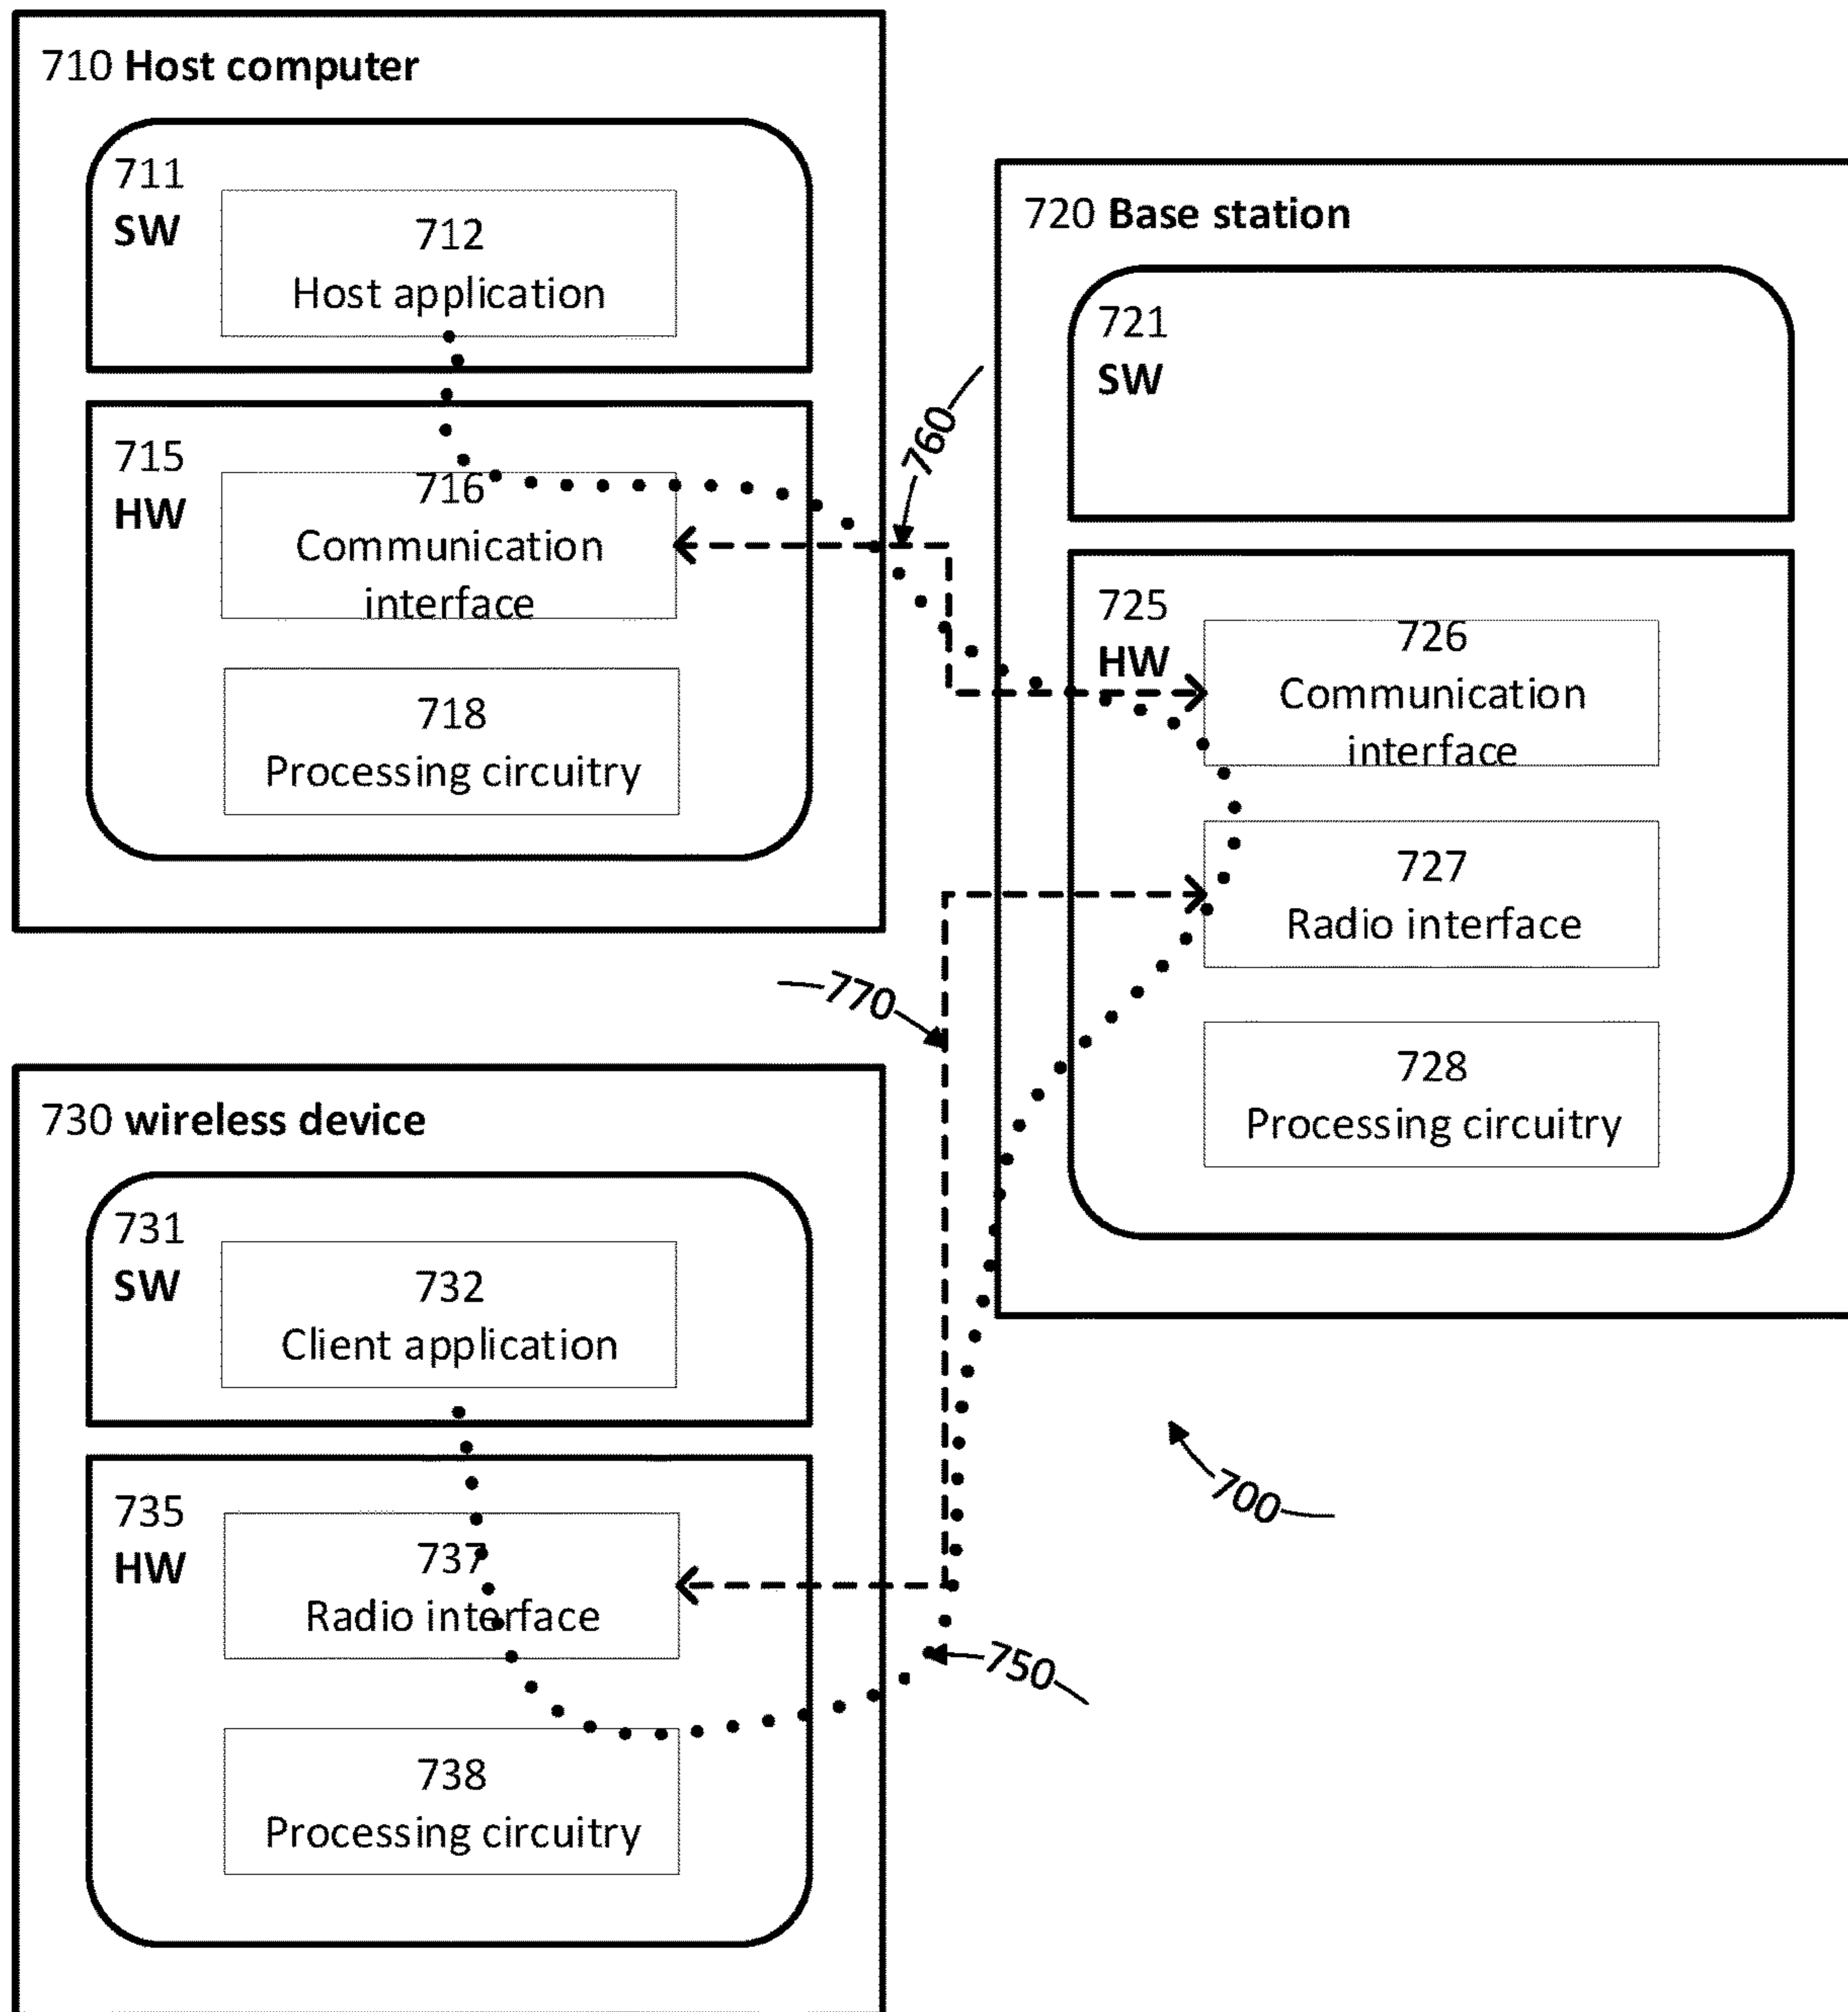 710 Host computer
711
SW
712
Host application
715
HW
716
Communication
interface
718
Processing circuitry
760
720 Base station
721
SW
725
HW
726
Communication
interface
727
Radio interface
728
Processing circuitry
770
730 wireless device
731
SW
732
Client application
735
HW
737
Radio interface
738
Processing circuitry
750
700